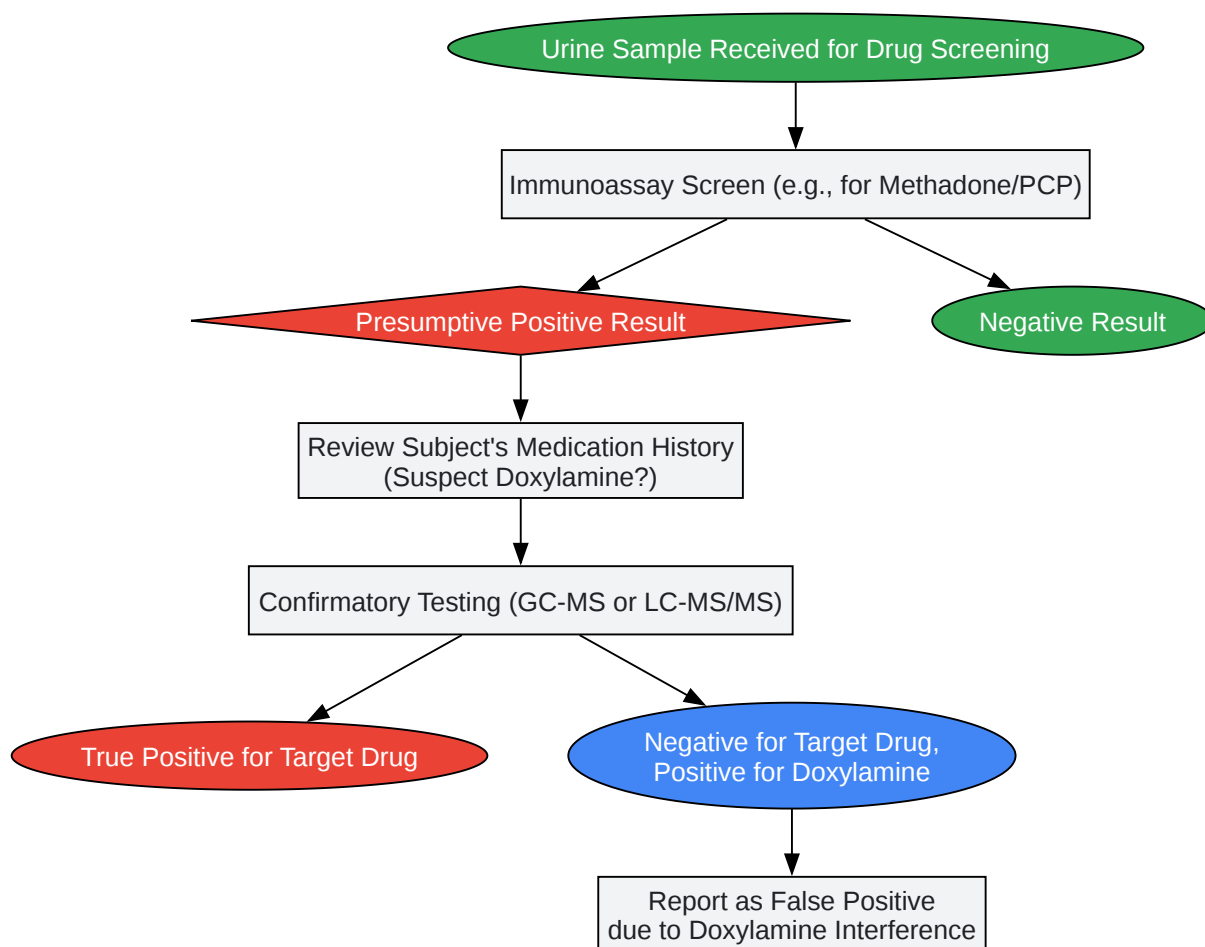 Urine Sample Received for Drug Screening
Immunoassay Screen (e.g., for Methadone/PCP)
Presumptive Positive Result
Negative Result
Review Subject's Medication History
(Suspect Doxylamine?)
Confirmatory Testing (GC-MS or LC-MS/MS)
True Positive for Target Drug
Negative for Target Drug,
Positive for Doxylamine
Report as False Positive
due to Doxylamine Interference